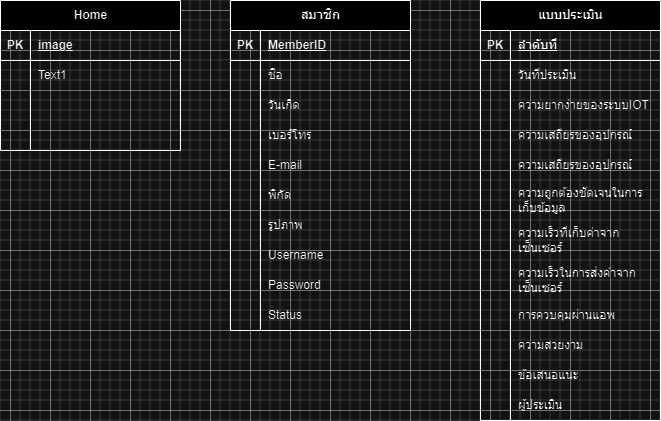 Home
PK
image
Text1
สมาชิก
PK
MemberID
ชื่อ
วันเกิด
เบอร์โทร
E-mail
พิกัด
รูปภาพ
Username
Password
Status
แบบประเมิน
PK
ลำดับที่
วันที่ประเมิน
ความยากง่ายของระบบIOT
ความเสถียรของอุปกรณ์
ความเสถียรของอุปกรณ์
ความถูกต้องชัดเจนในการ
เก็บข้อมูล
ความเร็วที่เก็บค่าจาก
เซ็นเซอร์
ความเร็วในการส่งค่าจาก
เซ็นเซอร์
การควบคุมผ่านแอพ
ความสวยงาม
ข้อเสนอแนะ
ผู้ประเมิน